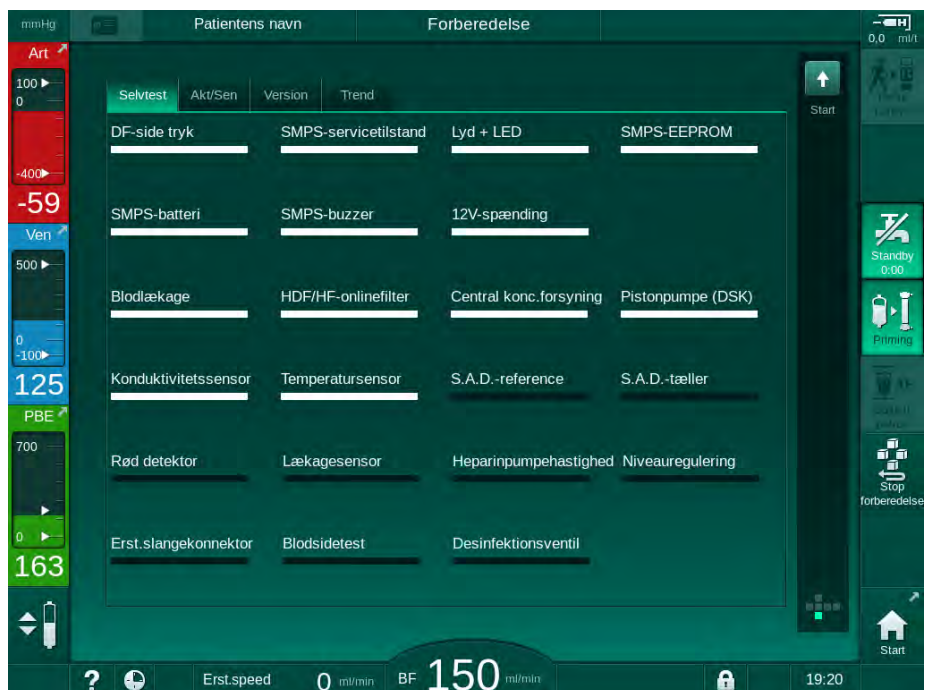 mmHg
Patientens navn
Forberedelse
0,0 ml/t
Art
100
0
-400
-59
Ven
500
0
-100
125
PBE
700
0
163
Selvtest
Akt/Sen
Version
Trend
Start
DF-side tryk
SMPS-servicetilstand
Lyd + LED
SMPS-EEPROM
SMPS-batteri
SMPS-buzzer
12V-spænding
Blodlækage
HDF/HF-onlinefilter
Central konc.forsyning
Pistonpumpe (DSK)
Konduktivitetssensor
Temperatursensor
S.A.D.-reference
S.A.D.-tæller
Rød detektor
Lækagesensor
Heparinpumpehastighed
Niveauregulering
Erst.slangekonnektor
Blodsidetest
Desinfektionsventil
Standby
0:00
Priming
Stop
forberedelse
Start
?
Erst.speed
0 ml/min
BF 150 ml/min
19:20